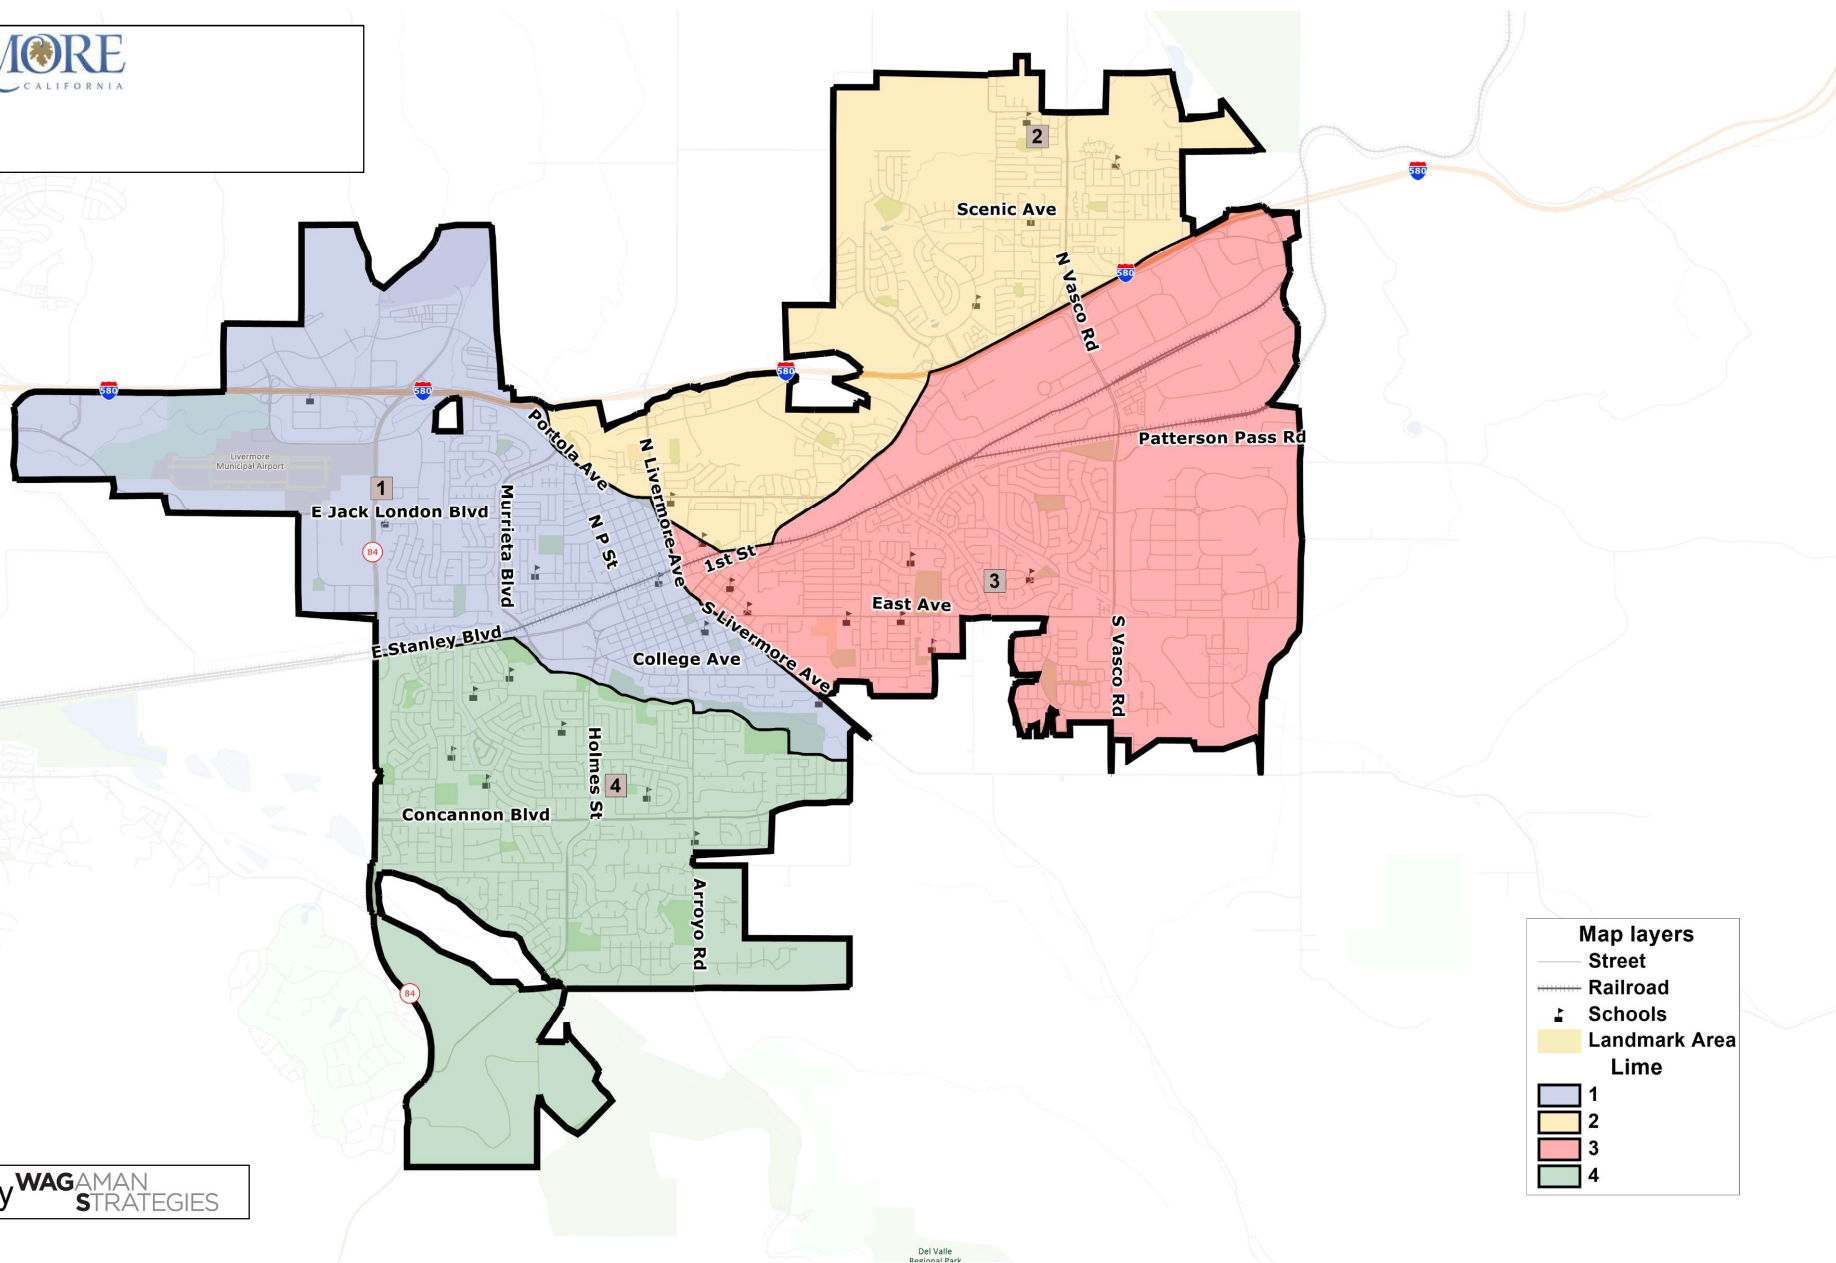 MORE
CALIFORNIA
2
580
Scenic Ave
580
N Vasco Rd
580
580
580
Portola Ave
N Livermore Ave
Patterson Pass Rd
Livermore
Municipal Airport
1
E Jack London Blvd
Murrieta Blvd
N P St
84
1st St
3
East Ave
S Livermore Ave
E Stanley Blvd
College Ave
S Vasco Rd
Holmes St
4
Concannon Blvd
Arroyo Rd
84
Map layers
Street
Railroad
Schools
Landmark Area
Lime
1
2
3
4
y WAGAMAN
STRATEGIES
Del Valle
Regional Park